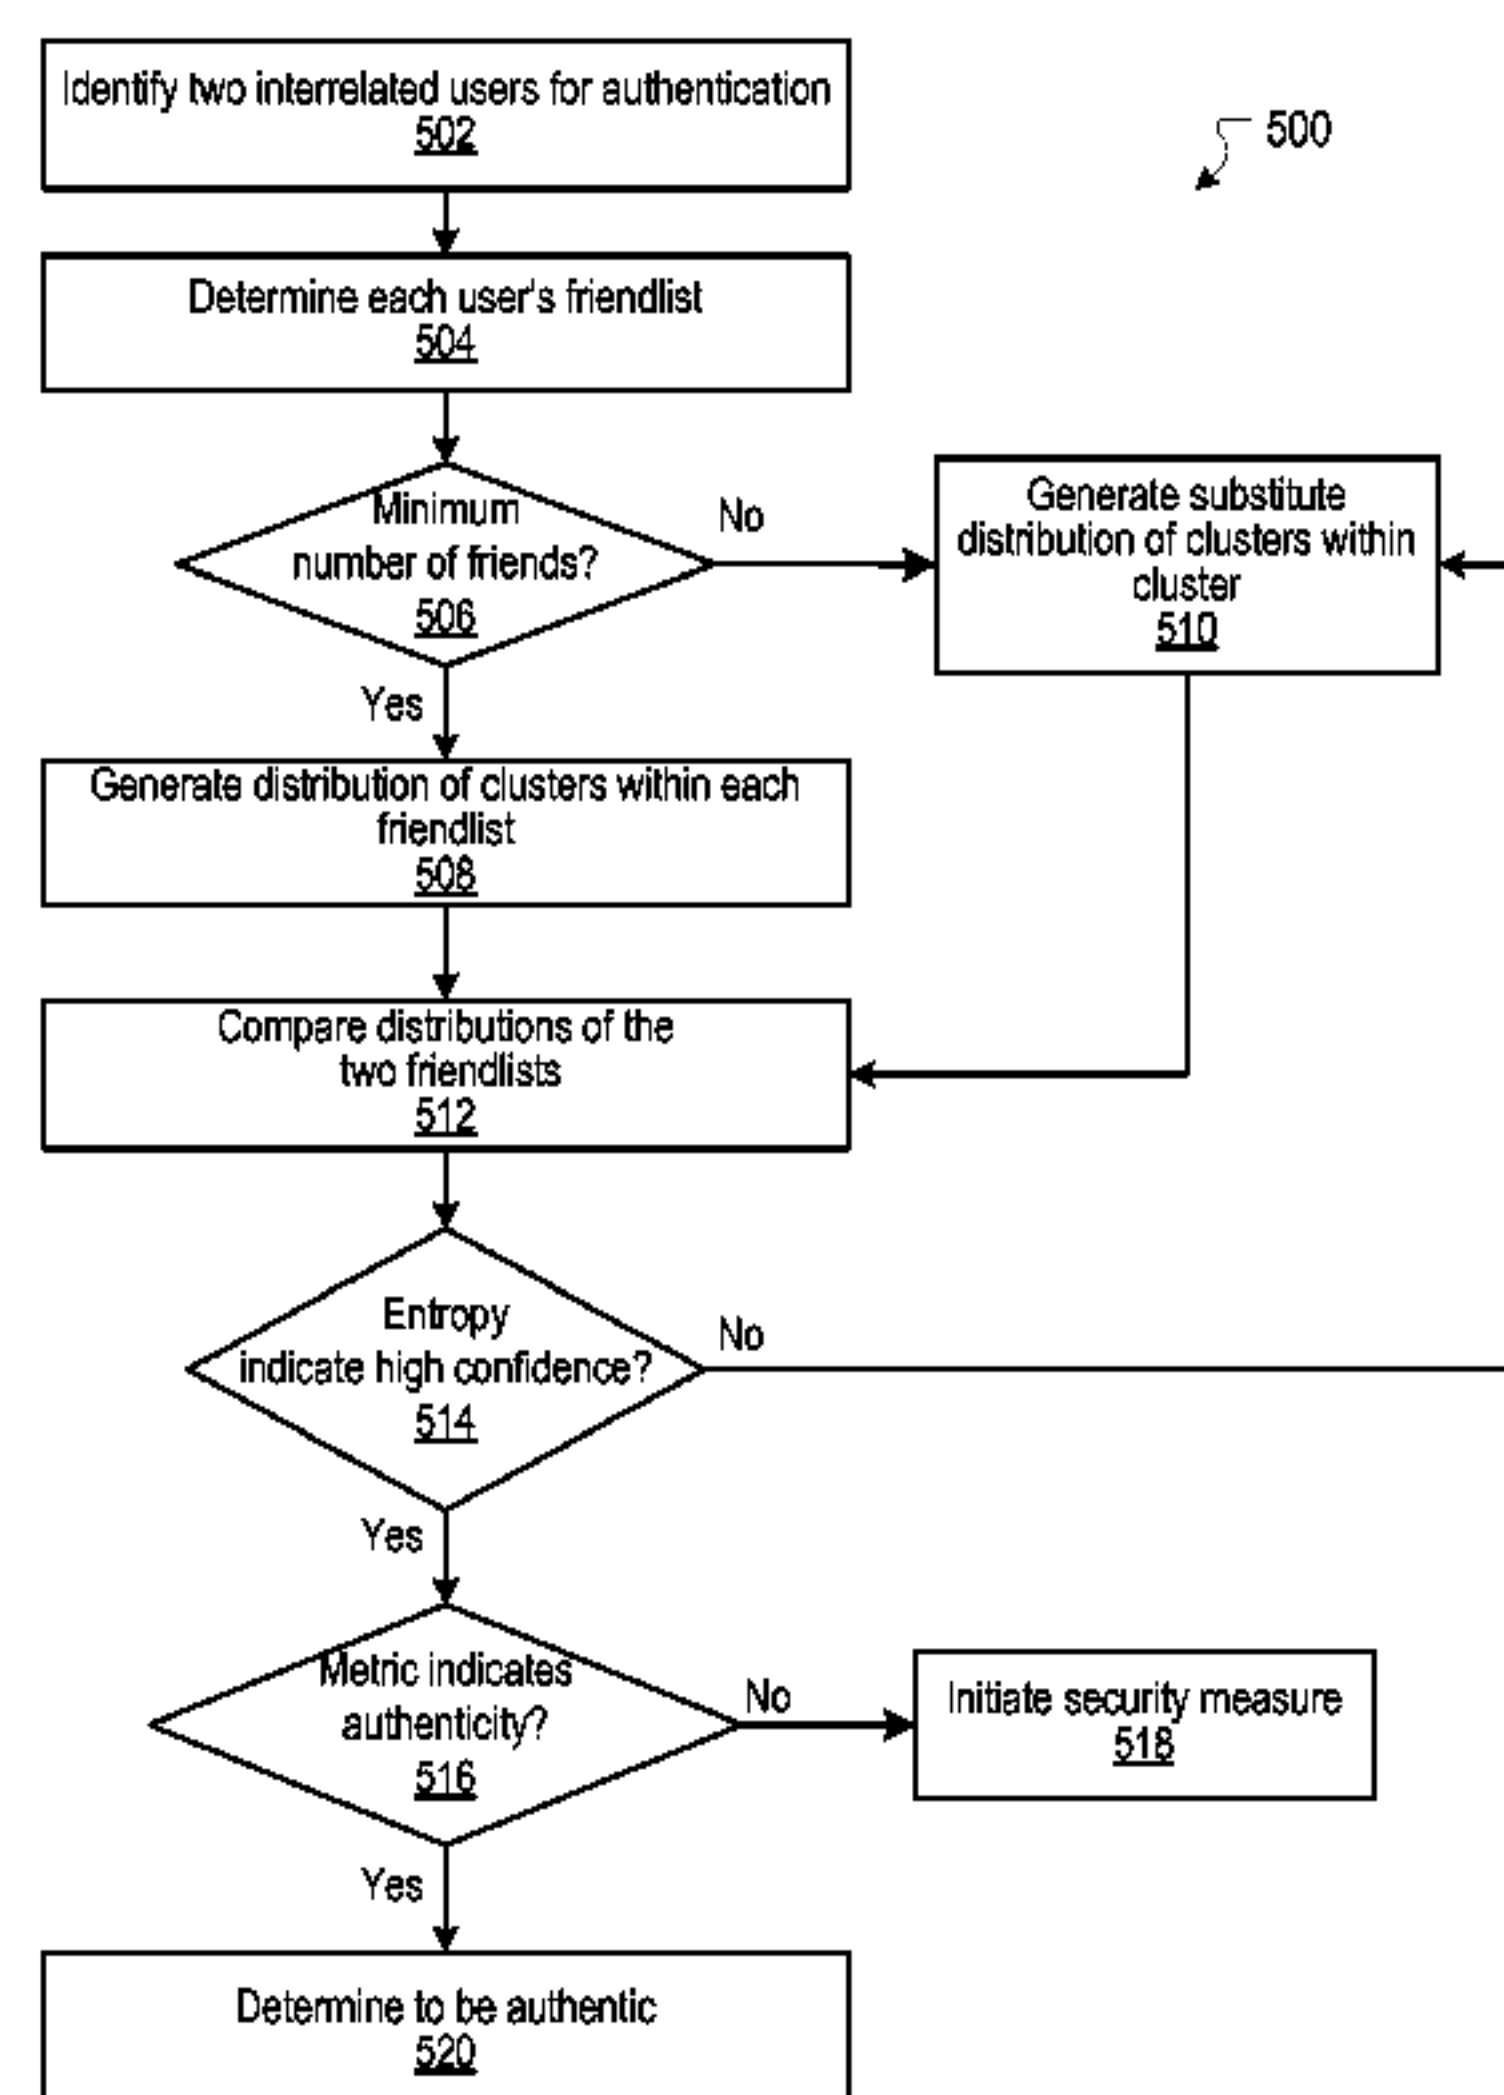 Identify two interrelated users for authentication
502
500
Determine each user's friendlist
504
Minimum
number of friends?
506
No
Generate substitute
distribution of clusters within
cluster
510
Yes
Generate distribution of clusters within each
friendlist
508
Compare distributions of the
two friendlists
512
Entropy
indicate high confidence?
514
No
Yes
Metric indicates
authenticity?
516
No
Initiate security measure
518
Yes
Determine to be authentic
520